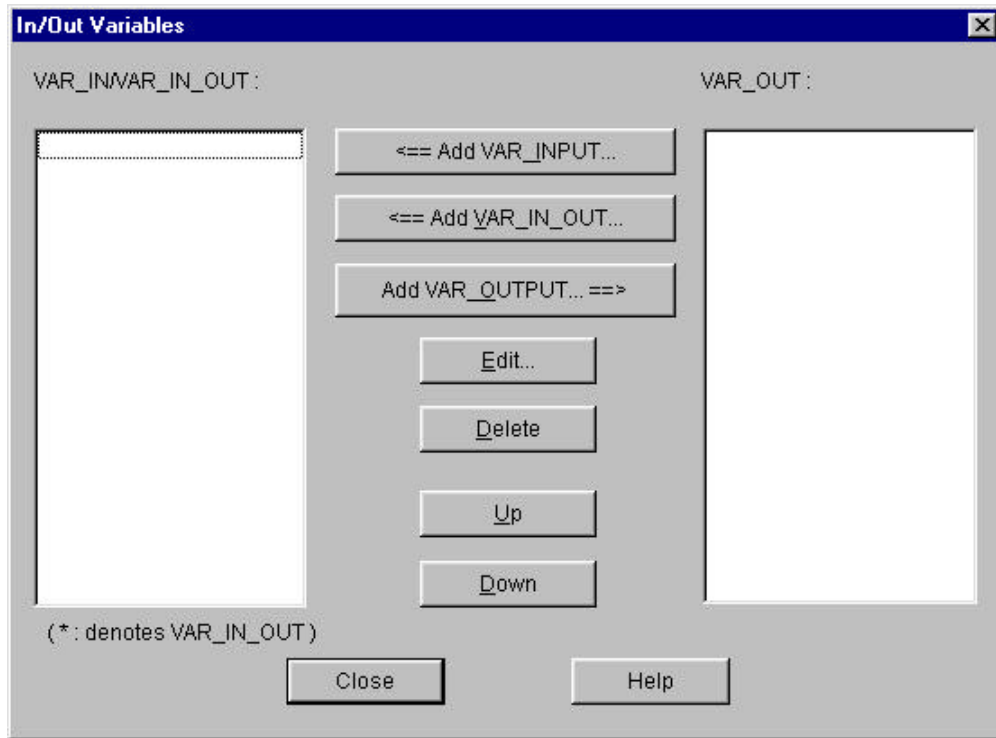 In/Out Variables
VAR_IN/VAR_IN_OUT :
VAR_OUT :
<== Add VAR_INPUT...
<== Add VAR_IN_OUT...
Add VAR_OUTPUT... ==>
Edit...
Delete
Up
Down
( * : denotes VAR_IN_OUT )
Close
Help